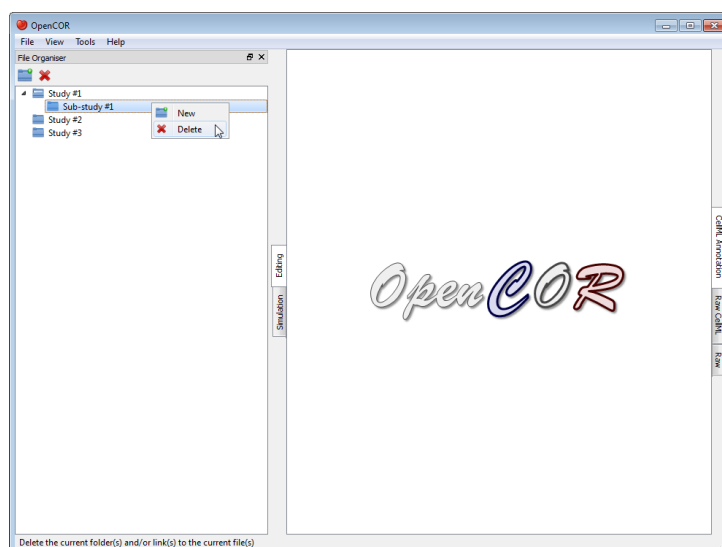 OpenCOR
File View Tools Help
File Organiser
Study #1
Sub-study #1
New
Delete
Study #2
Study #3
Editing
Simulation
OpenCOR
CellML Annotation
Raw CellML
Raw
Delete the current folder(s) and/or link(s) to the current file(s)